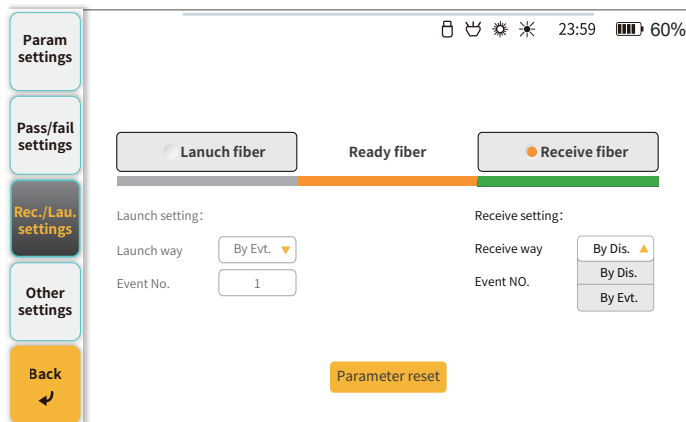 23:59 60%
Param
settings
Pass/fail
settings
Rec./Lau.
settings
Other
settings
Back
Lanuch fiber Ready fiber Receive fiber
Launch setting: Receive setting:
Launch way By Evt. Receive way By Dis.
Event No. 1 Event NO. By Dis.
By Evt.
Parameter reset